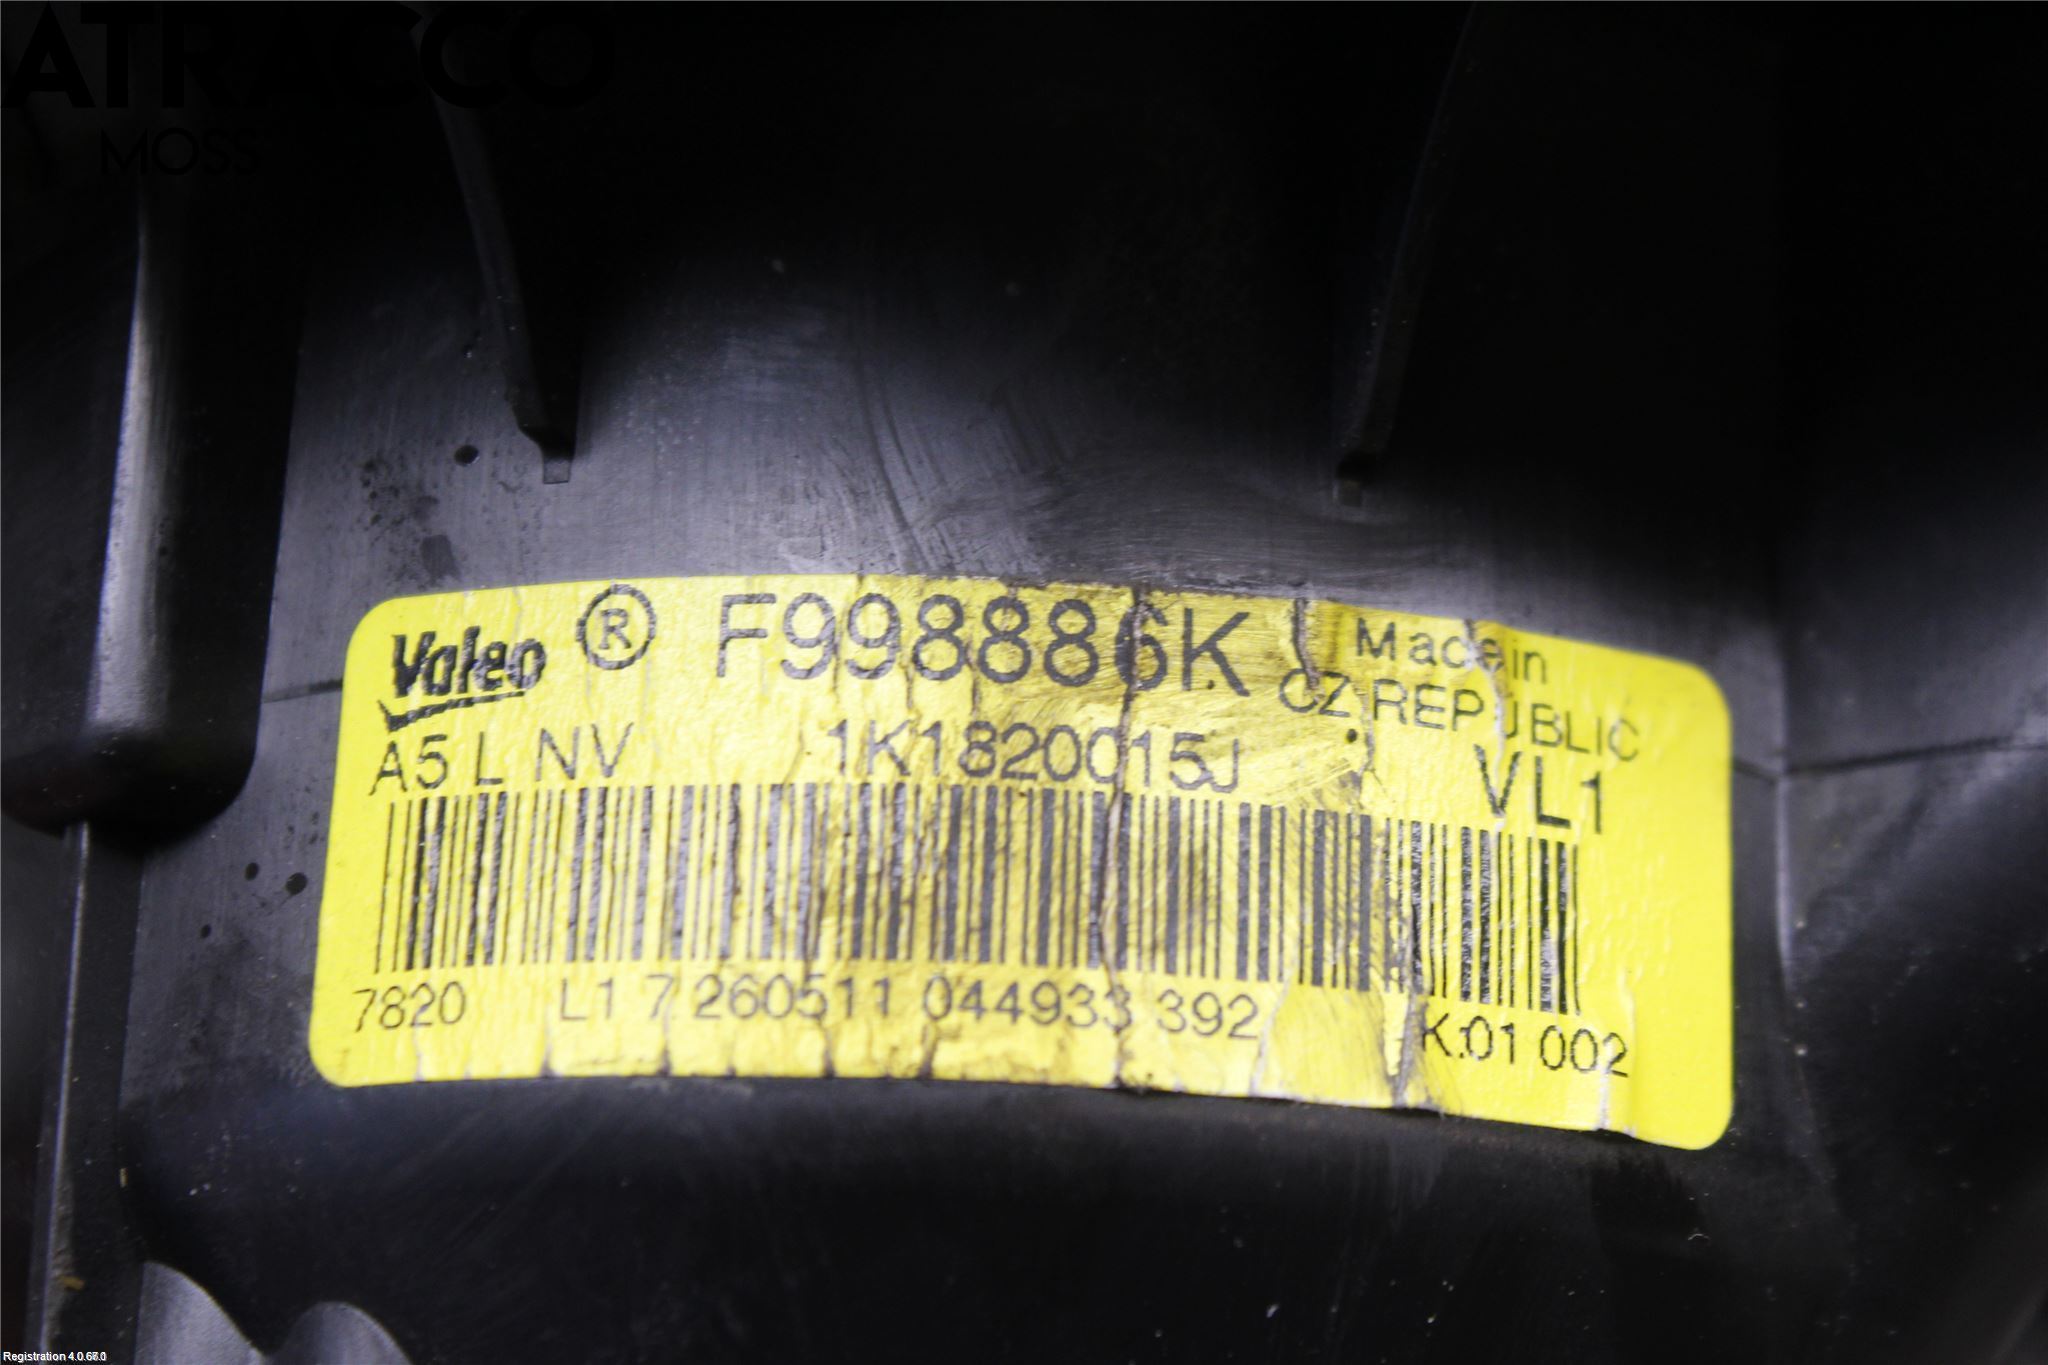 ATRACCO
MOSS
Valeo ® F998886K Made in
CZ REPUBLIC
A5 L NV 1K1820015J VL1
7820 L1 7 260511 044933 392 K:01 002